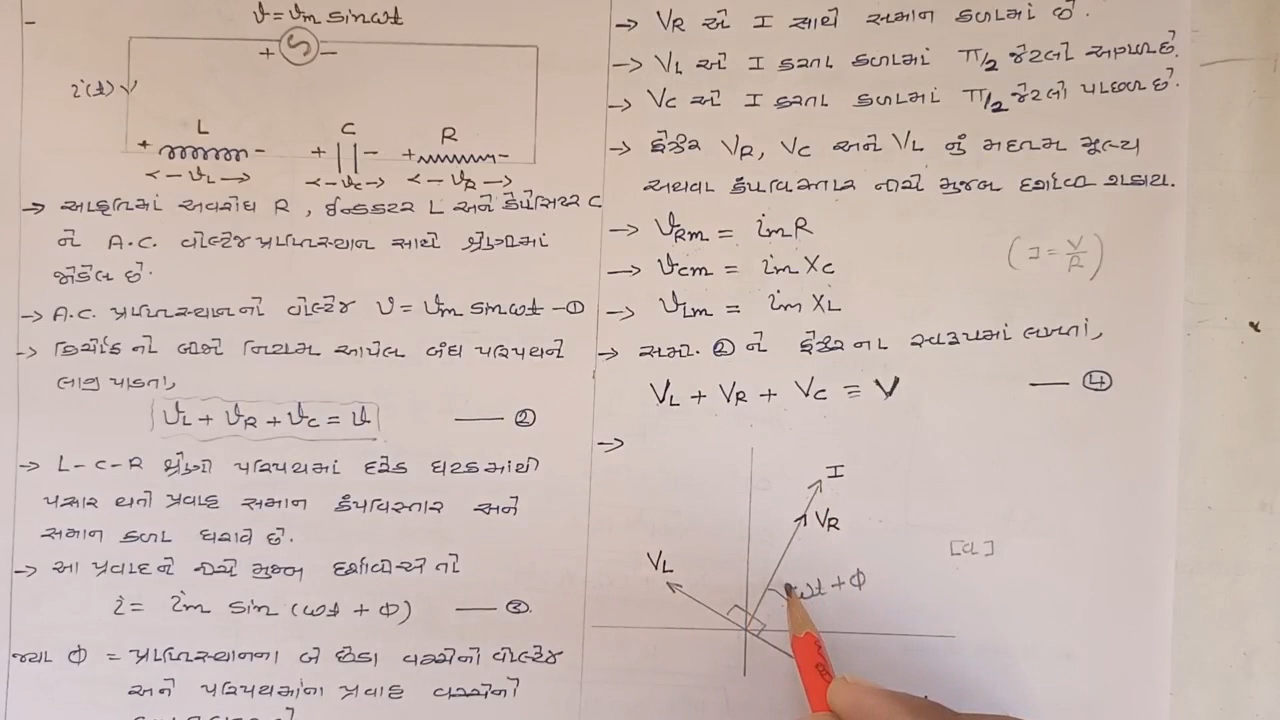 v = vm sinωt
+ S −
i(t)
L C R
+ − + − + −
<- vL -> <- vc -> <- vR ->
→ આકૃતિમાં અવરોધ R, ઈન્ડક્ટર L અને કેપેસિટર C
ને A.C. વોલ્ટેજ પ્રાપ્તિસ્થાન સાથે શ્રેણીમાં
જોડેલ છે.
→ A.C. પ્રાપ્તિસ્થાનનો વોલ્ટેજ v = vm sinωt −①
→ કિર્ચોફ નો બીજો નિયમ આપેલ બંધ પરિપથને
લાગુ પાડતા,
vL + vR + vc = v —— ②
→ L-C-R શ્રેણી પરિપથમાં દરેક ઘટકમાંથી
પસાર થતો પ્રવાહ સમાન કંપવિસ્તાર અને
સમાન કળા ધરાવે છે.
→ આ પ્રવાહને નીચે મુજબ દર્શાવીએ તો
i = im sin (ωt + Φ) —— ③
જ્યાં Φ = પ્રાપ્તિસ્થાનના બે છેડા વચ્ચેનો વોલ્ટેજ
અને પરિપથમાંના પ્રવાહ વચ્ચેનો
→ VR એ I સાથે સમાન કળામાં છે.
→ VL એ I કરતા કળામાં π/2 જેટલો આગળ છે.
→ Vc એ I કરતા કળામાં π/2 જેટલો પાછળ છે.
→ ફેઝર VR, Vc અને VL નું મહત્તમ મૂલ્ય
અથવા કંપવિસ્તાર નીચે મુજબ દર્શાવી શકાય.
→ vRm = imR
→ vcm = im Xc (I = V/R)
→ vLm = im XL
→ સમી. ② ને ફેઝરના સ્વરૂપમાં લખતાં,
VL + VR + Vc = V — ④
→
I
VR
VL
ωt + Φ
[a]